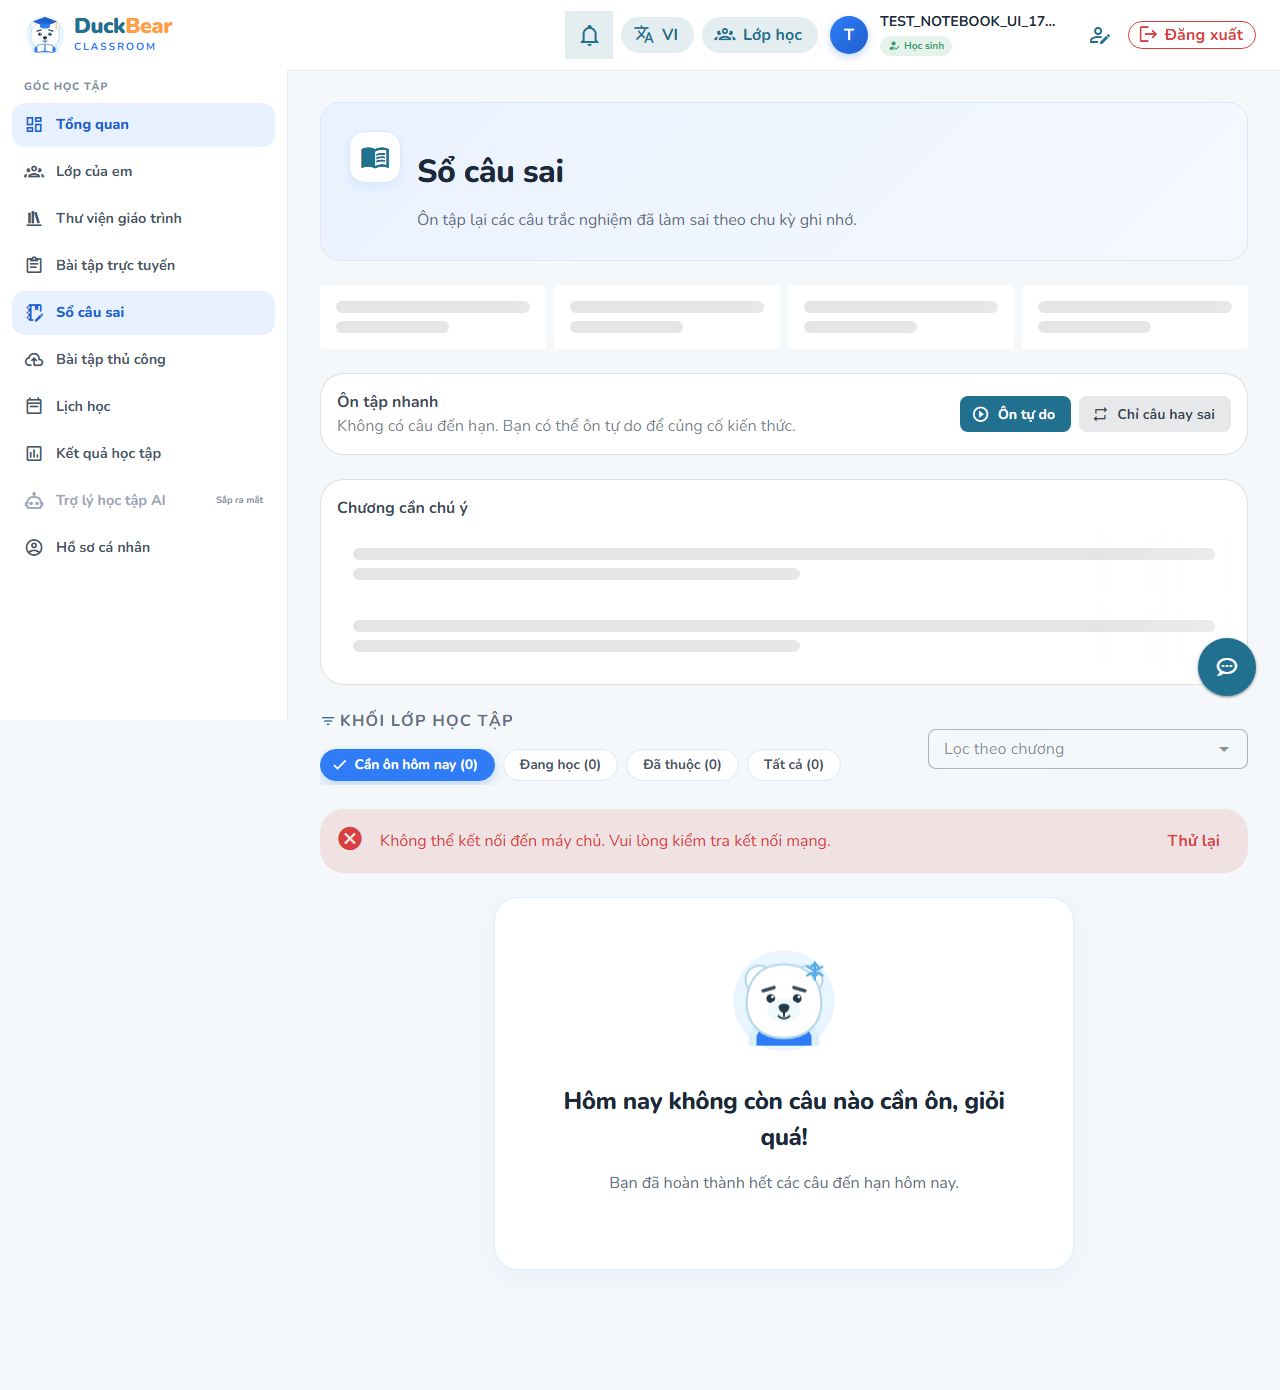 DuckBear
CLASSROOM
VI
Lớp học
T
TEST_NOTEBOOK_UI_17...
Học sinh
Đăng xuất
GÓC HỌC TẬP
Tổng quan
Lớp của em
Thư viện giáo trình
Bài tập trực tuyến
Sổ câu sai
Bài tập thủ công
Lịch học
Kết quả học tập
Trợ lý học tập AI
Sắp ra mắt
Hồ sơ cá nhân
Sổ câu sai
Ôn tập lại các câu trắc nghiệm đã làm sai theo chu kỳ ghi nhớ.
Ôn tập nhanh
Không có câu đến hạn. Bạn có thể ôn tự do để củng cố kiến thức.
Ôn tự do
Chỉ câu hay sai
Chương cần chú ý
KHỐI LỚP HỌC TẬP
Cần ôn hôm nay (0)
Đang học (0)
Đã thuộc (0)
Tất cả (0)
Lọc theo chương
Không thể kết nối đến máy chủ. Vui lòng kiểm tra kết nối mạng.
Thử lại
Hôm nay không còn câu nào cần ôn, giỏi
quá!
Bạn đã hoàn thành hết các câu đến hạn hôm nay.